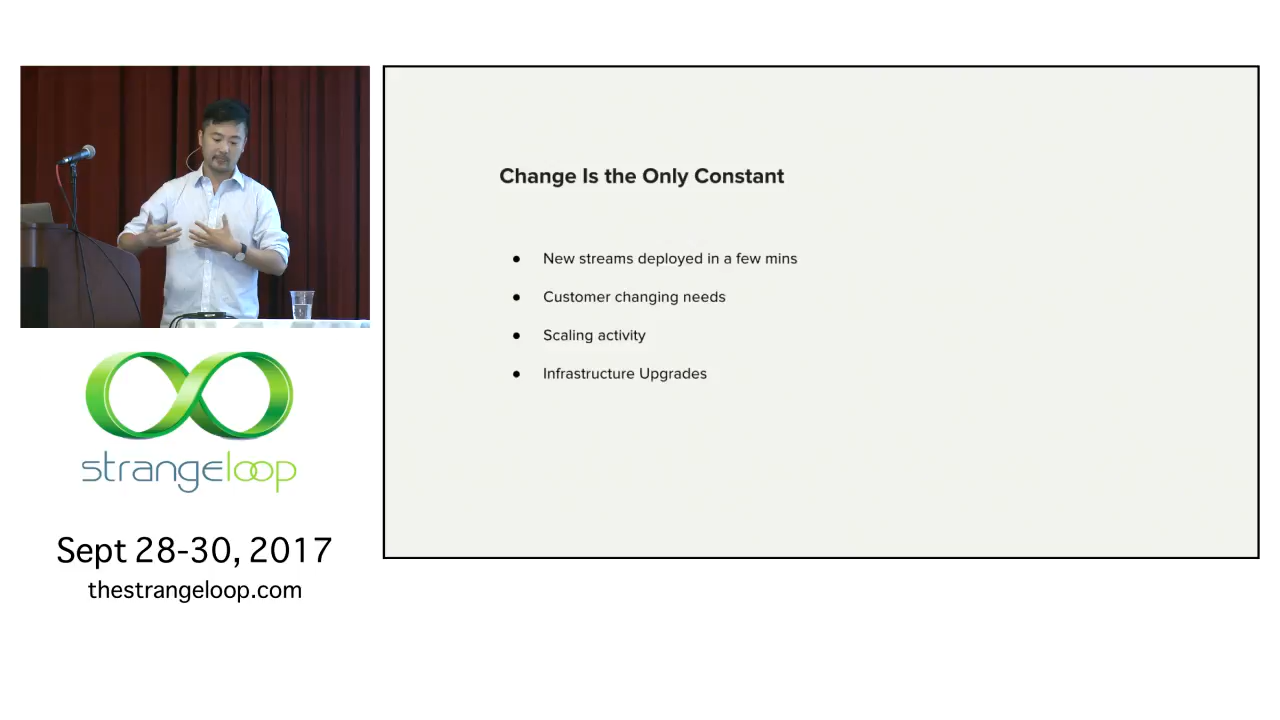 Change Is the Only Constant
● New streams deployed in a few mins
● Customer changing needs
● Scaling activity
● Infrastructure Upgrades
strangeloop
Sept 28-30, 2017
thestrangeloop.com